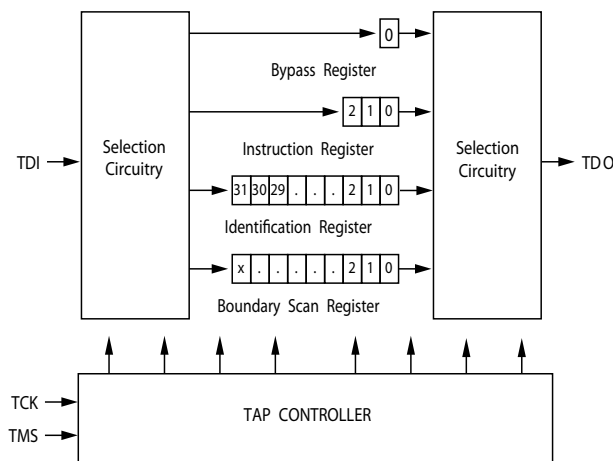 0
Bypass Register
2 1 0
Selection
Circuitry
Instruction Register
Selection
Circuitry
TDI
TDO
31 30 29 . . . 2 1 0
Identification Register
x . . . . . 2 1 0
Boundary Scan Register
TCK
TMS
TAP CONTROLLER